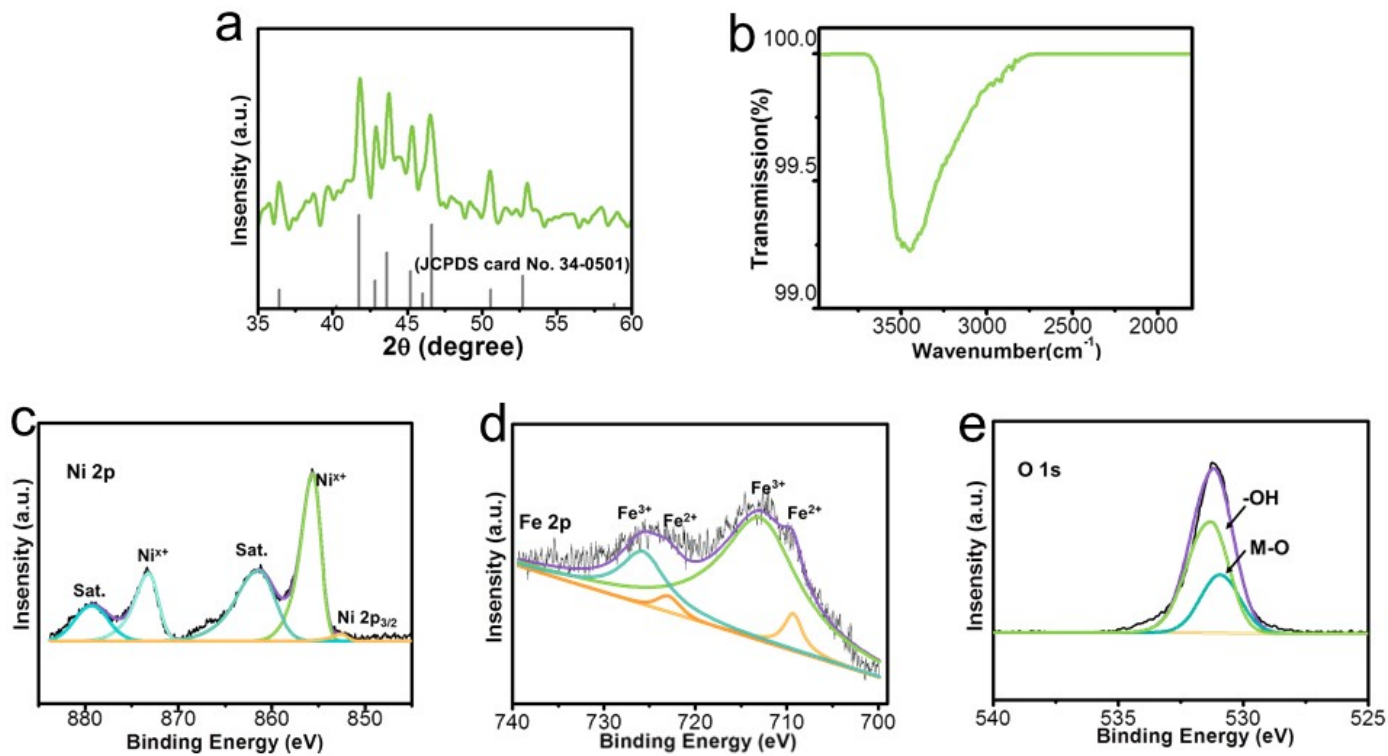 a
Insensity (a.u.)
(JCPDS card No. 34-0501)
35 40 45 50 55 60
2θ (degree)
b
Transmission(%)
100.0
99.5
99.0
3500 3000 2500 2000
Wavenumber(cm⁻¹)
c
Insensity (a.u.)
Ni 2p
Sat.
Niˣ⁺
Sat.
Niˣ⁺
Ni 2p₃/₂
880 870 860 850
Binding Energy (eV)
d
Insensity (a.u.)
Fe 2p
Fe³⁺
Fe²⁺
Fe³⁺
Fe²⁺
740 730 720 710 700
Binding Energy (eV)
e
Insensity (a.u.)
O 1s
-OH
M-O
540 535 530 525
Binding Energy (eV)